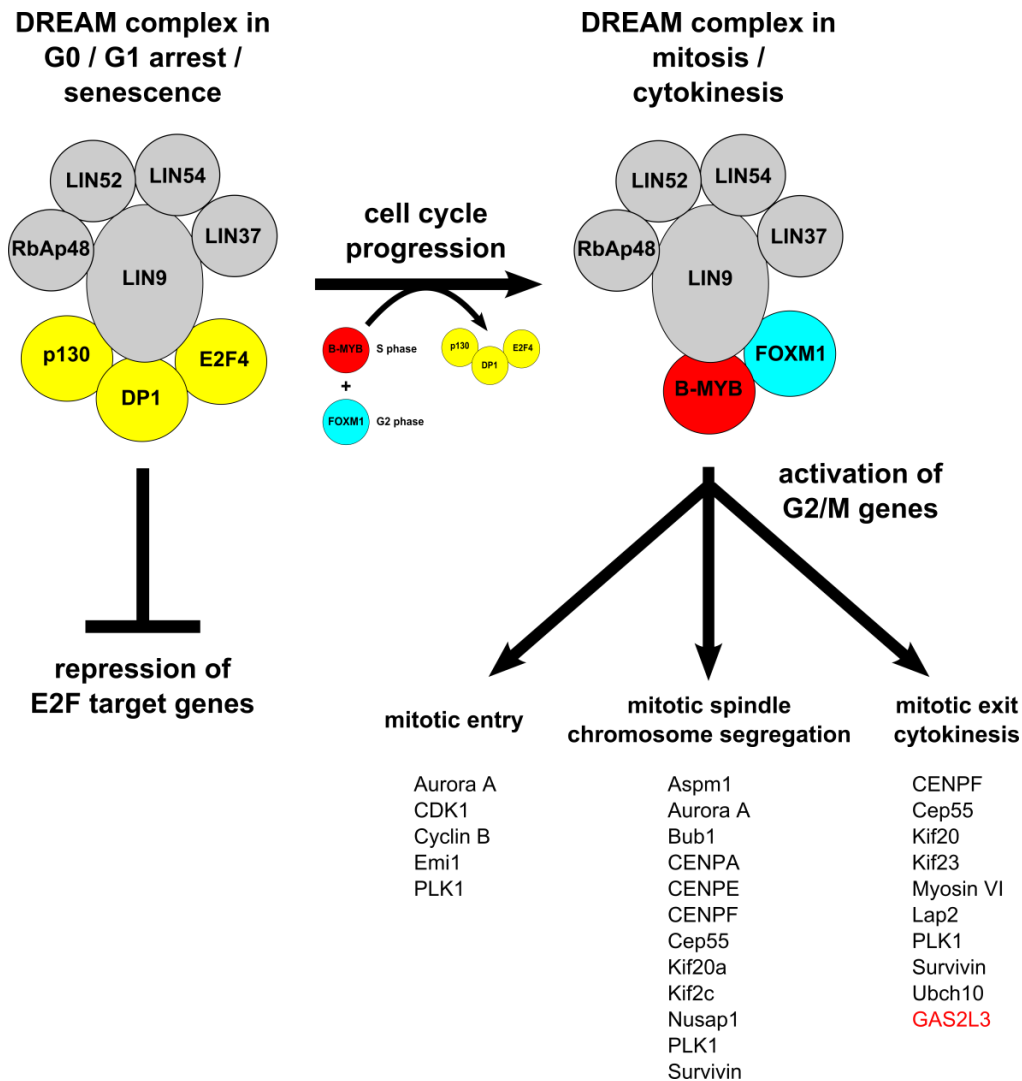 DREAM complex in
G0 / G1 arrest /
senescence
LIN52
LIN54
RbAp48
LIN37
LIN9
p130
E2F4
DP1
repression of
E2F target genes
cell cycle
progression
B-MYB
S phase
+
FOXM1
G2 phase
p130
DP1
E2F4
DREAM complex in
mitosis /
cytokinesis
LIN52
LIN54
RbAp48
LIN37
LIN9
FOXM1
B-MYB
activation of
G2/M genes
mitotic entry
Aurora A
CDK1
Cyclin B
Emi1
PLK1
mitotic spindle
chromosome segregation
Aspm1
Aurora A
Bub1
CENPA
CENPE
CENPF
Cep55
Kif20a
Kif2c
Nusap1
PLK1
Survivin
mitotic exit
cytokinesis
CENPF
Cep55
Kif20
Kif23
Myosin VI
Lap2
PLK1
Survivin
Ubch10
GAS2L3